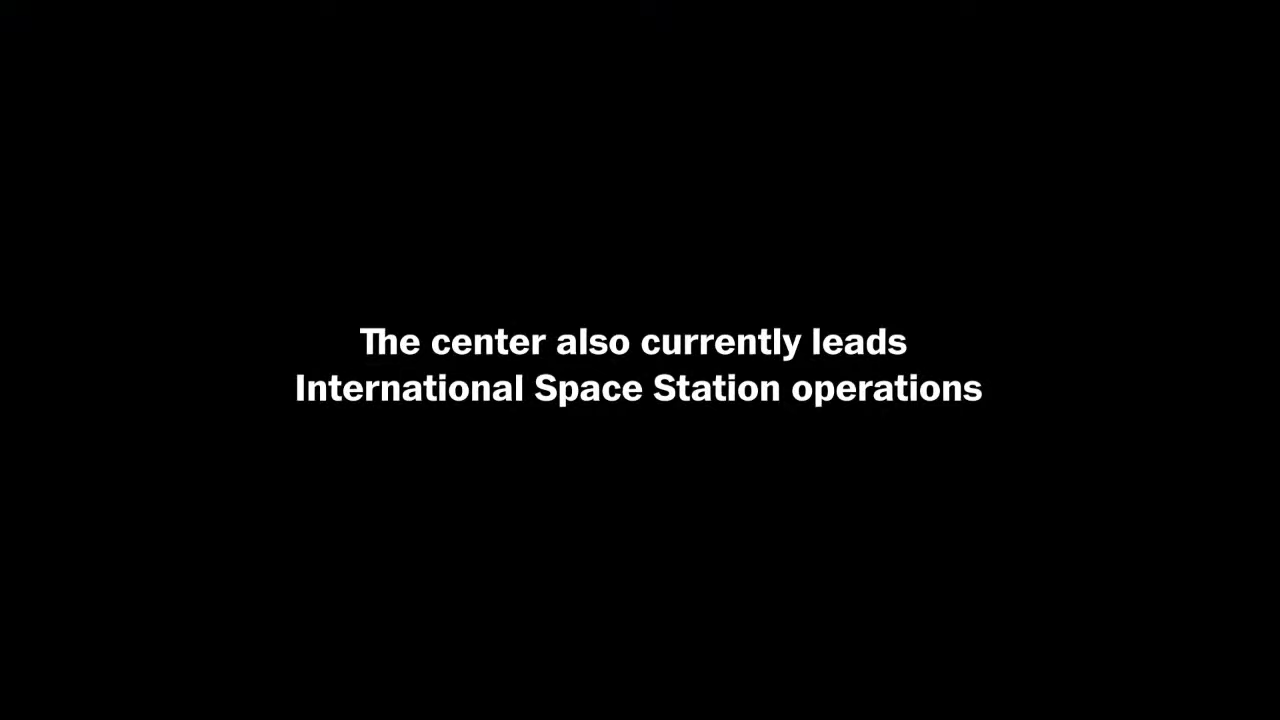 The center also currently leads
International Space Station operations